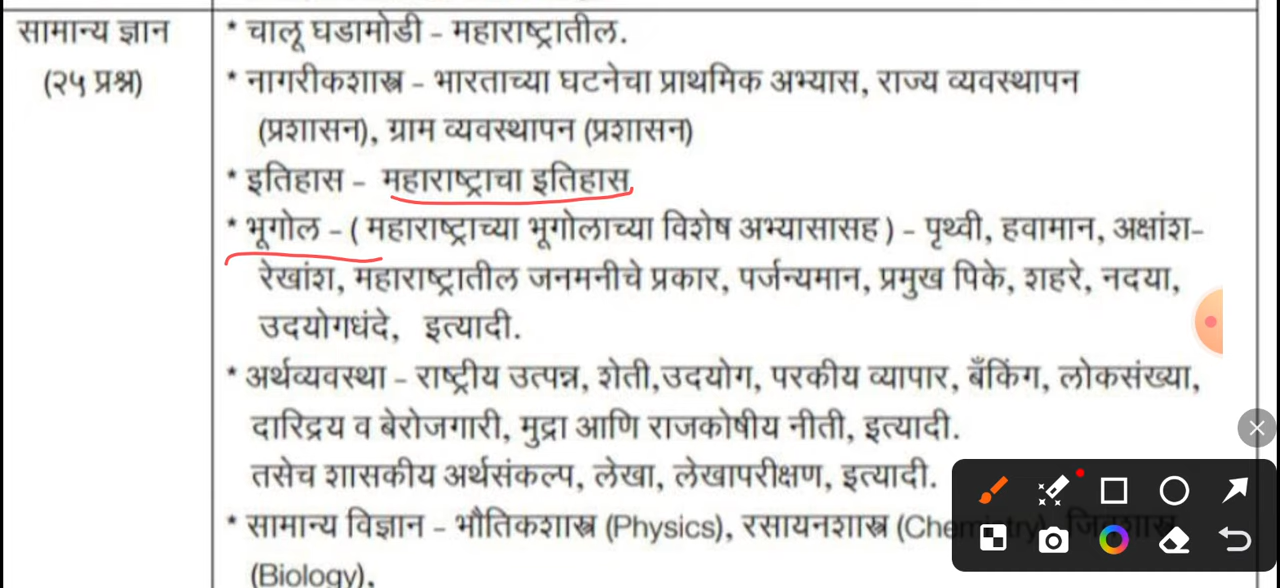 सामान्य ज्ञान
(२५ प्रश्न)
* चालू घडामोडी - महाराष्ट्रातील.
* नागरीकशास्त्र - भारताच्या घटनेचा प्राथमिक अभ्यास, राज्य व्यवस्थापन
(प्रशासन), ग्राम व्यवस्थापन (प्रशासन)
* इतिहास - महाराष्ट्राचा इतिहास
* भूगोल - ( महाराष्ट्राच्या भूगोलाच्या विशेष अभ्यासासह ) - पृथ्वी, हवामान, अक्षांश-
रेखांश, महाराष्ट्रातील जनमनीचे प्रकार, पर्जन्यमान, प्रमुख पिके, शहरे, नदया,
उदयोगधंदे, इत्यादी.
* अर्थव्यवस्था - राष्ट्रीय उत्पन्न, शेती,उदयोग, परकीय व्यापार, बँकिंग, लोकसंख्या,
दारिद्रय व बेरोजगारी, मुद्रा आणि राजकोषीय नीती, इत्यादी.
तसेच शासकीय अर्थसंकल्प, लेखा, लेखापरीक्षण, इत्यादी.
* सामान्य विज्ञान - भौतिकशास्त्र (Physics), रसायनशास्त्र (Chemistry), जिवशास्त्र
(Biology),